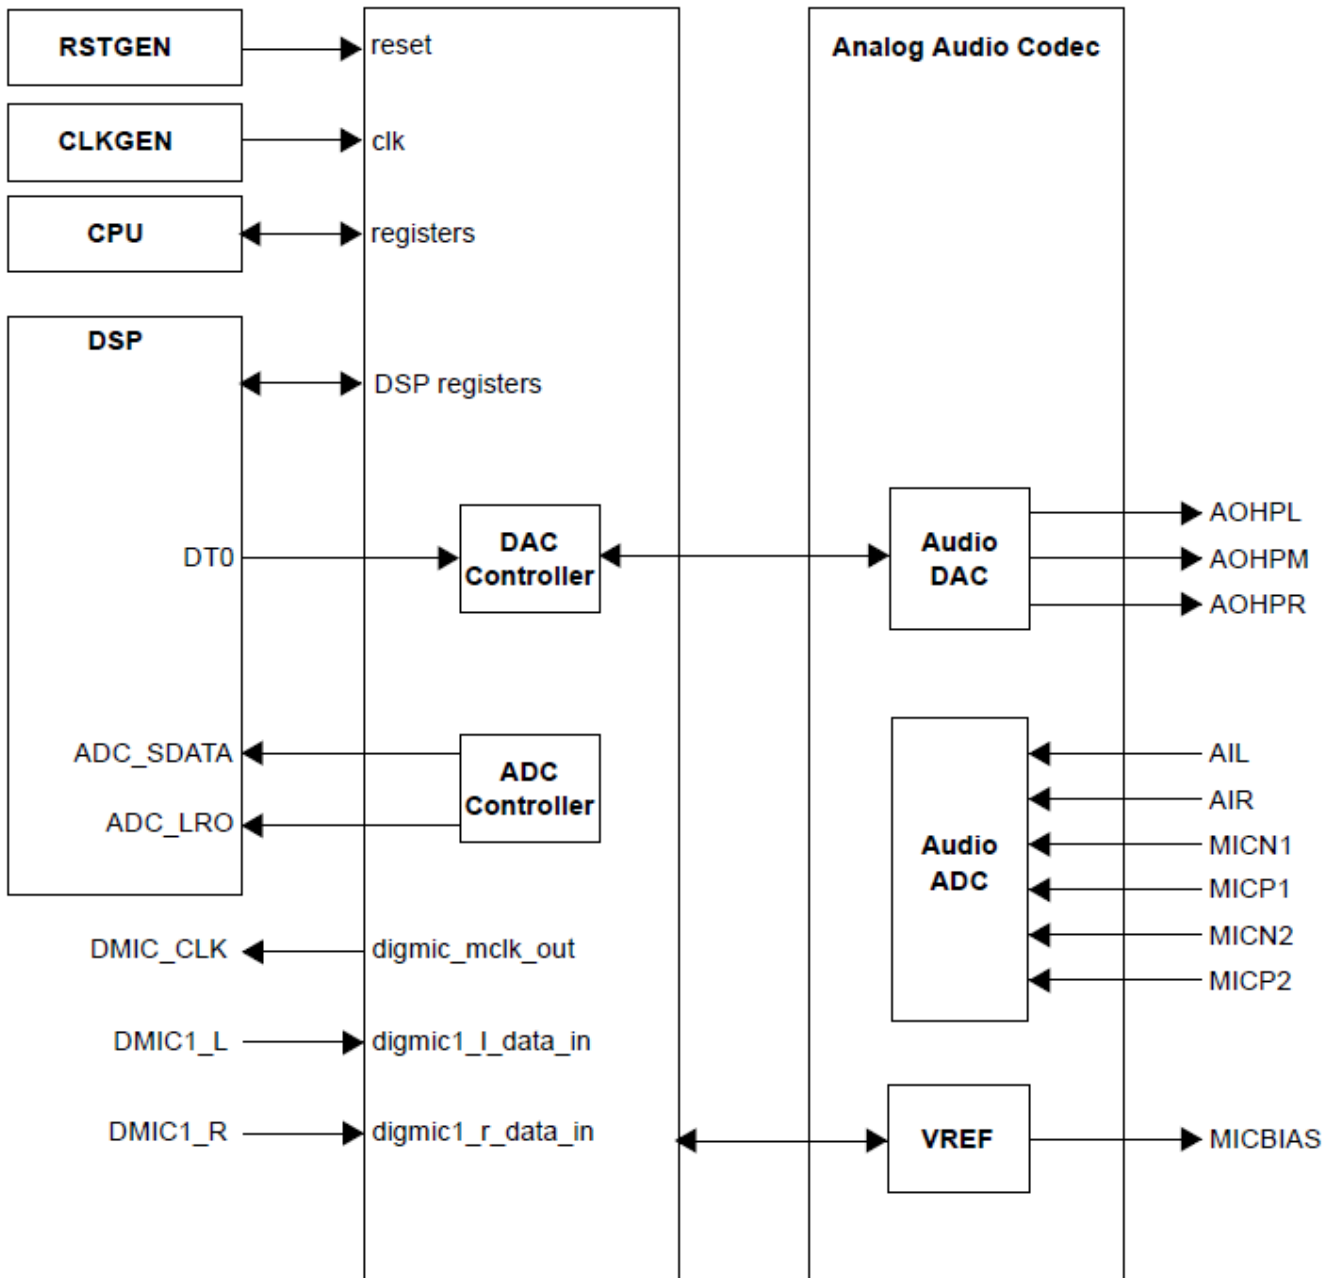 RSTGEN
reset
Analog Audio Codec
CLKGEN
clk
CPU
registers
DSP
DSP registers
DT0
DAC
Controller
Audio
DAC
AOHPL
AOHPM
AOHPR
ADC_SDATA
ADC_LRO
ADC
Controller
Audio
ADC
AIL
AIR
MICN1
MICP1
MICN2
MICP2
DMIC_CLK
digmic_mclk_out
DMIC1_L
digmic1_l_data_in
DMIC1_R
digmic1_r_data_in
VREF
MICBIAS